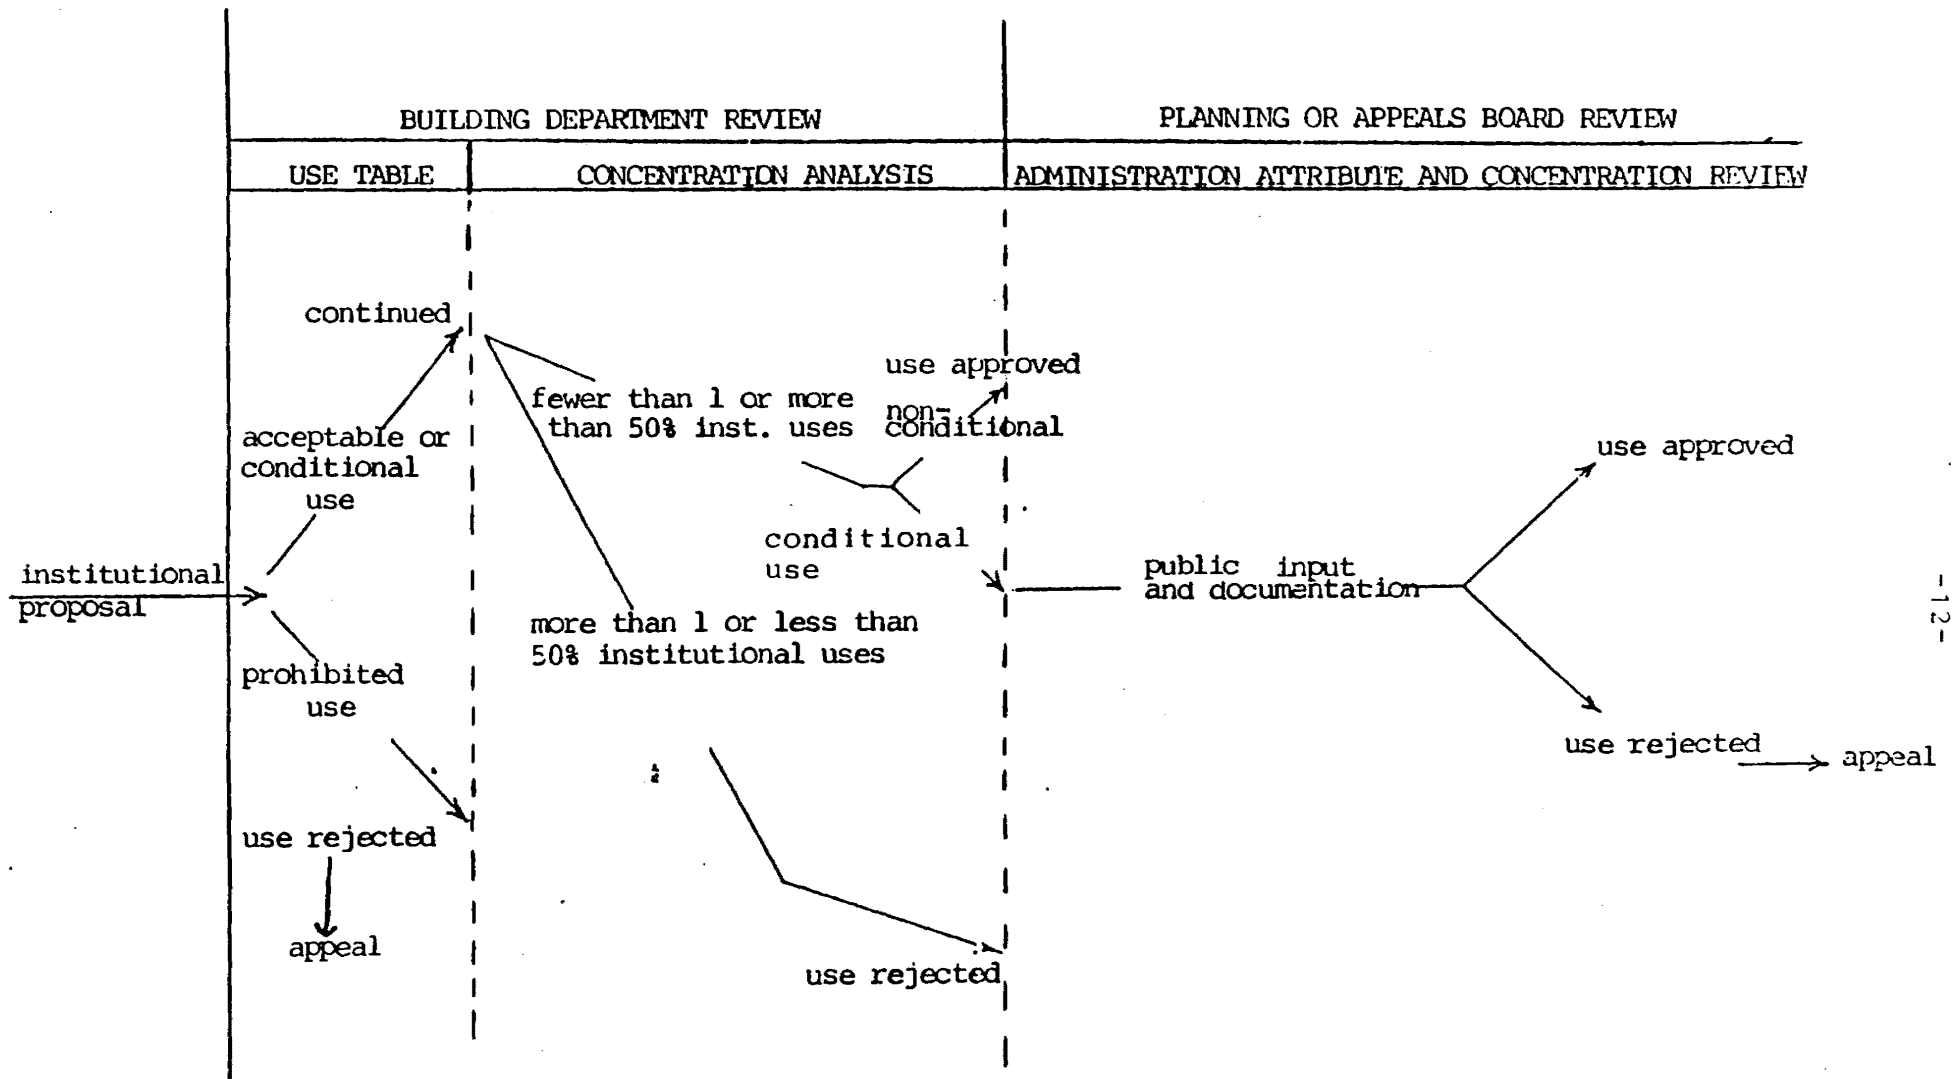 BUILDING DEPARTMENT REVIEW
PLANNING OR APPEALS BOARD REVIEW
USE TABLE
CONCENTRATION ANALYSIS
ADMINISTRATION ATTRIBUTE AND CONCENTRATION REVIEW
institutional
proposal
continued
acceptable or
conditional
use
prohibited
use
use rejected
appeal
fewer than 1 or more
than 50% inst. uses
use approved
non-
conditional
conditional
use
more than 1 or less than
50% institutional uses
use rejected
public input
and documentation
use approved
use rejected
appeal
-12-